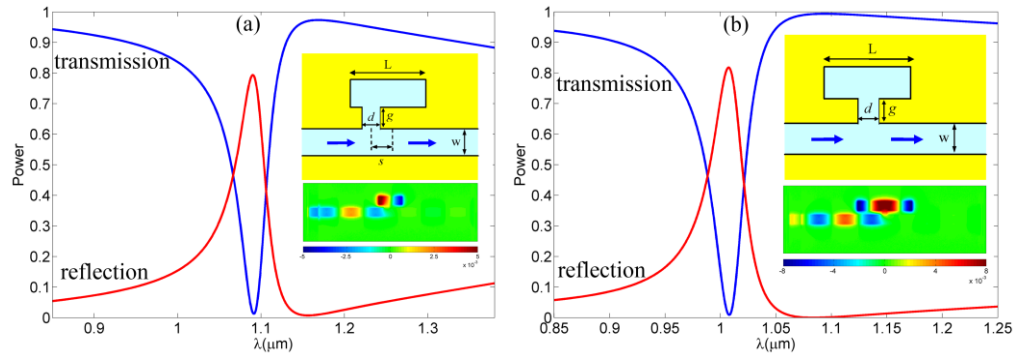 (a)
Power
1
0.9
0.8
0.7
0.6
0.5
0.4
0.3
0.2
0.1
0
transmission
reflection
L
d
g
w
s
-5
-2.5
0
2.5
5
x 10⁻³
0.9
1
1.1
1.2
1.3
λ(μm)
(b)
Power
1
0.9
0.8
0.7
0.6
0.5
0.4
0.3
0.2
0.1
0
transmission
reflection
L
d
g
w
-8
-4
0
4
8
0.85
0.9
0.95
1
1.05
1.1
1.15
1.2
1.25
λ(μm)